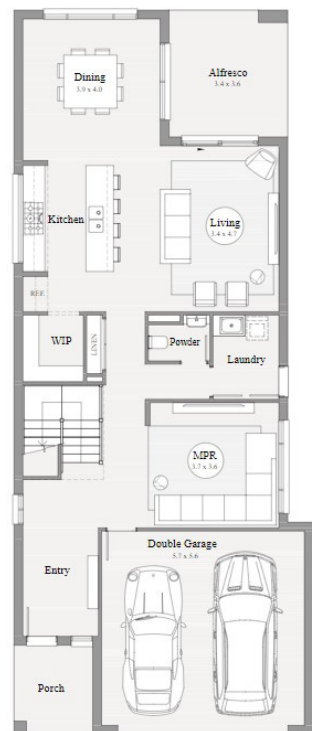 Dining
3.9 x 4.0
Alfresco
3.4 x 3.6
Kitchen
Living
3.4 x 4.7
REF.
WIP
LINEN
Powder
Laundry
MPR
3.7 x 3.6
Double Garage
5.7 x 5.6
Entry
Porch